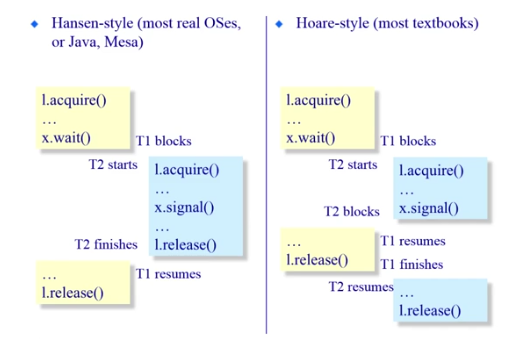 Hansen-style (most real OSes,
or Java, Mesa)
l.acquire()
…
x.wait()
T1 blocks
T2 starts
l.acquire()
…
x.signal()
…
l.release()
T2 finishes
T1 resumes
…
l.release()
Hoare-style (most textbooks)
l.acquire()
…
x.wait()
T1 blocks
T2 starts
l.acquire()
…
x.signal()
T2 blocks
T1 resumes
…
l.release()
T1 finishes
T2 resumes
…
l.release()